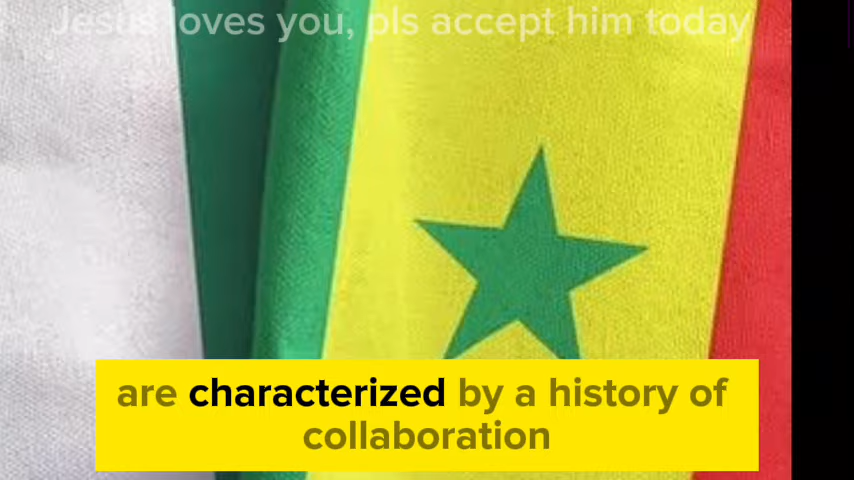 Jesus loves you, pls accept him today
are characterized by a history of
collaboration